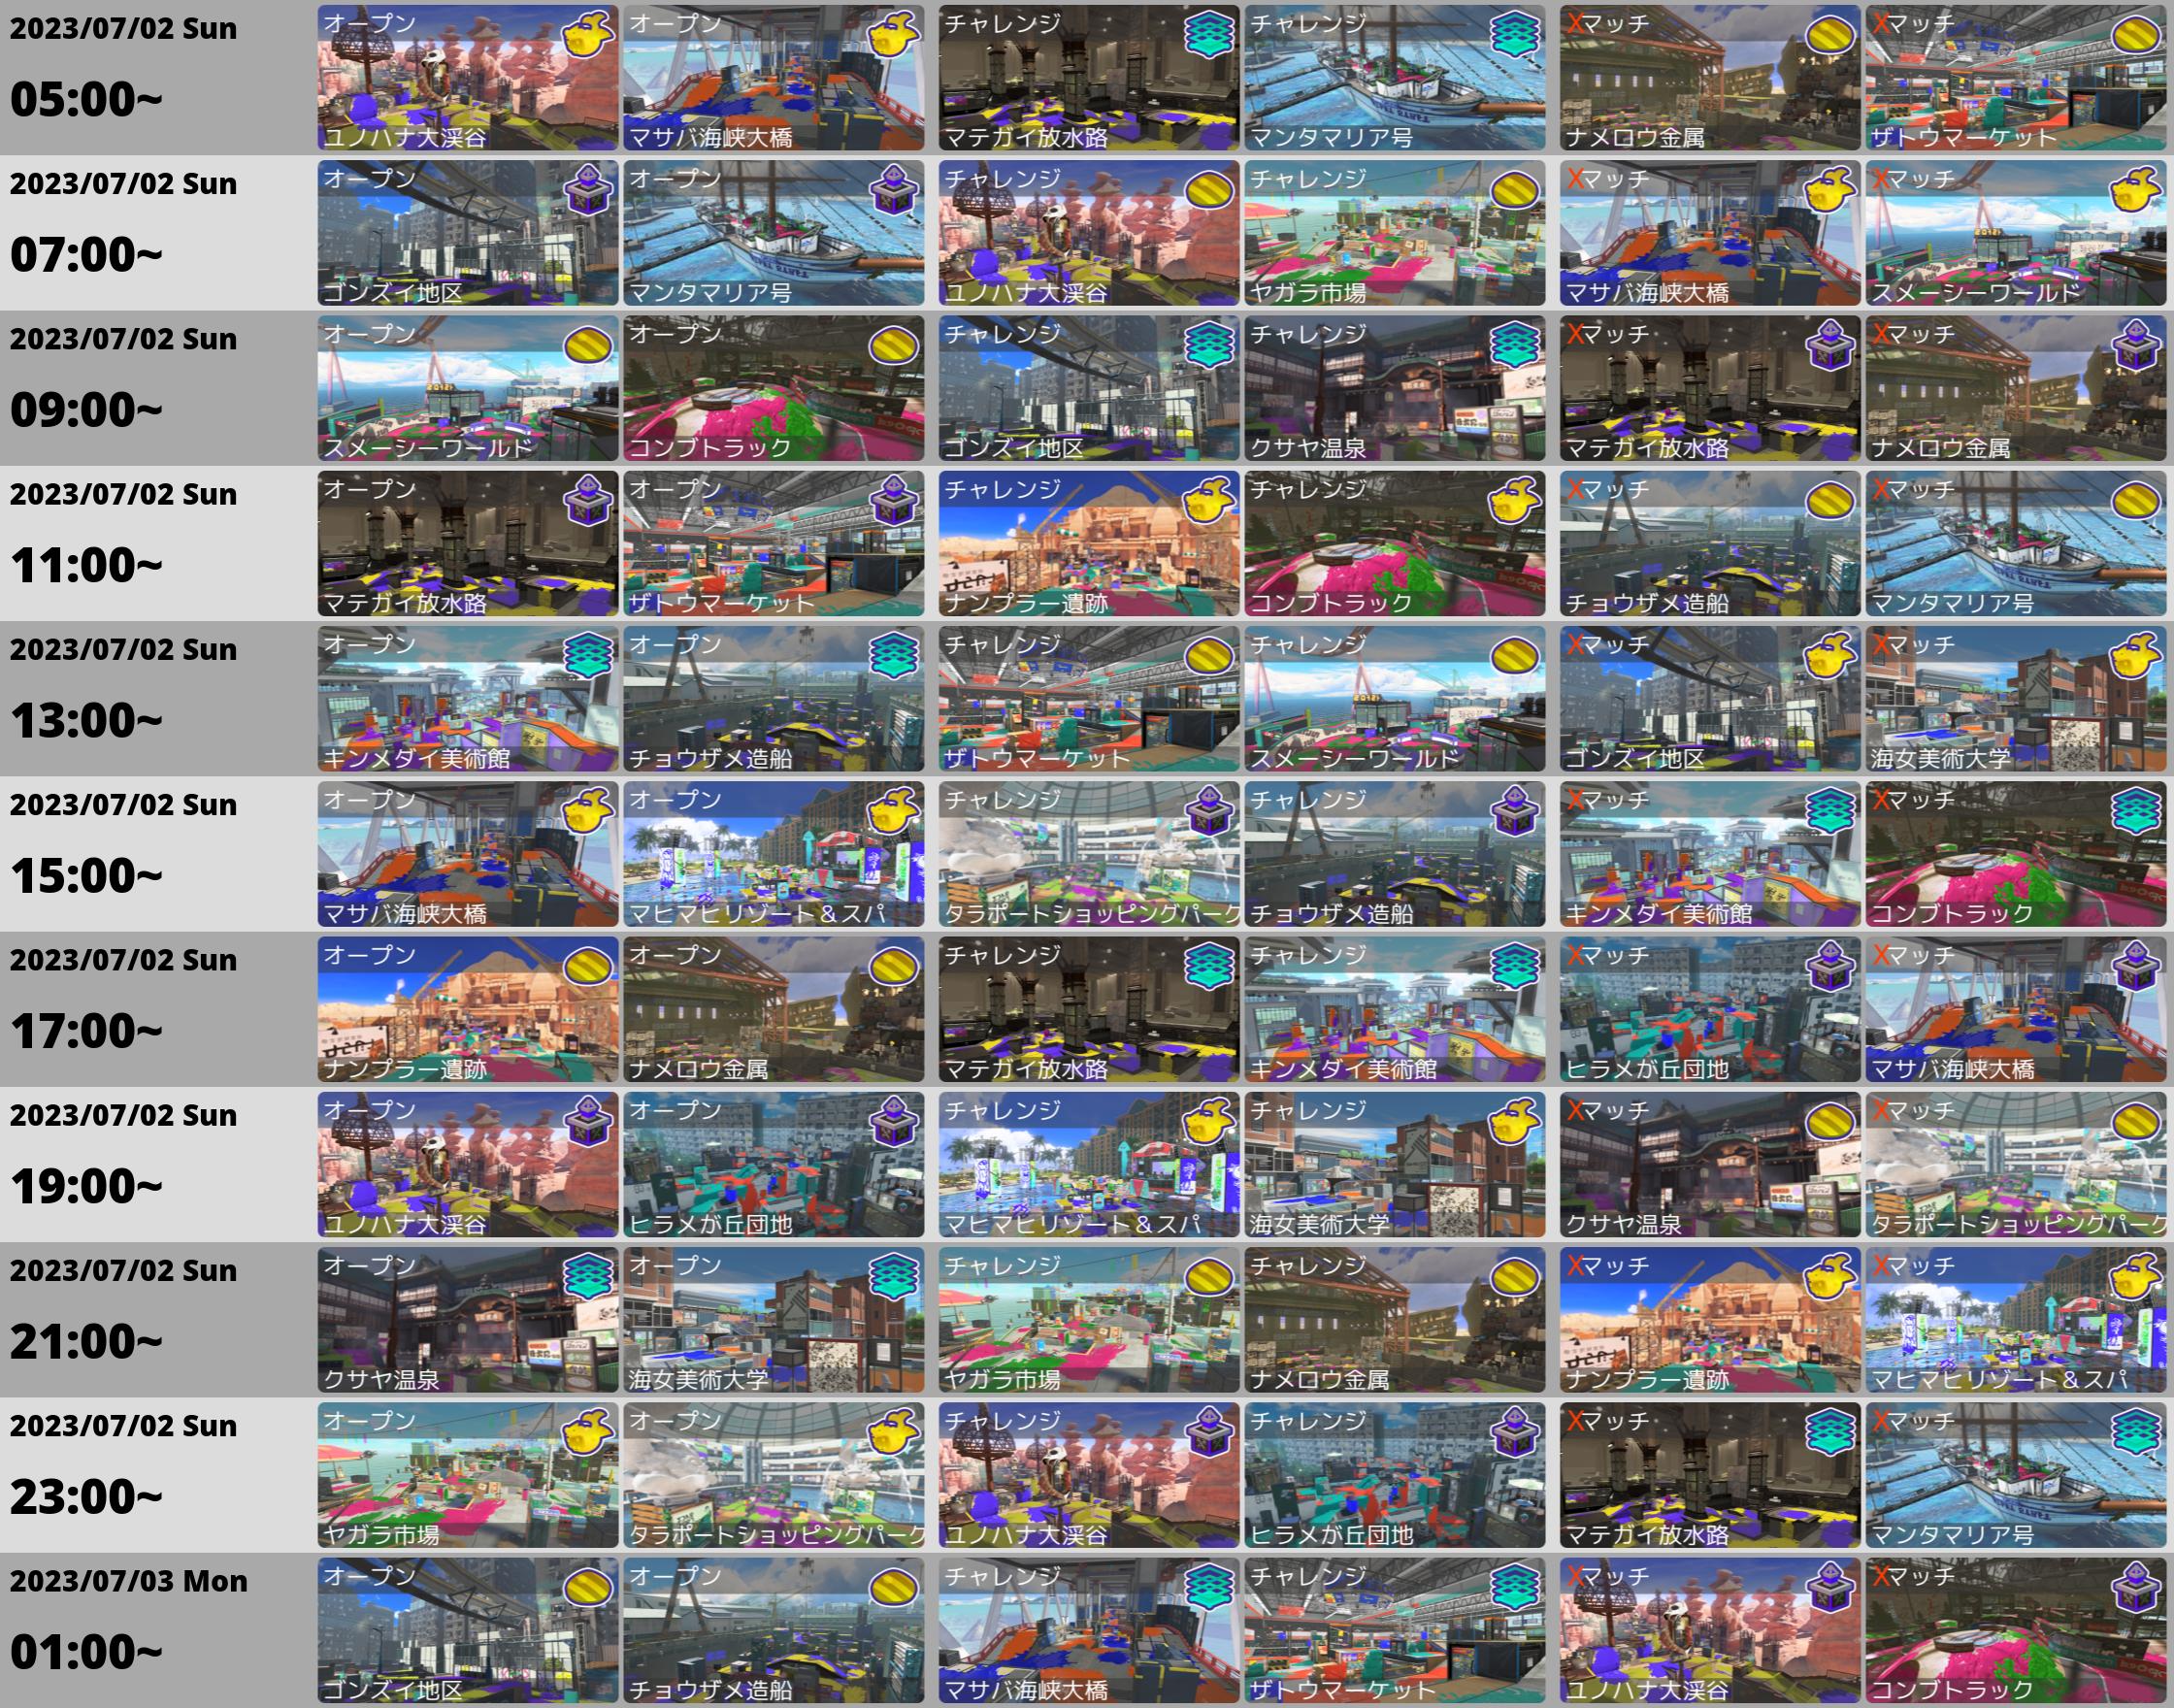 2023/07/02 Sun
05:00~
オープン オープン チャレンジ チャレンジ Xマッチ Xマッチ
ユノハナ大渓谷 マサバ海峡大橋 マテガイ放水路 マンタマリア号 ナメロウ金属 ザトウマーケット
2023/07/02 Sun
07:00~
オープン オープン チャレンジ チャレンジ Xマッチ Xマッチ
ゴンズイ地区 マンタマリア号 ユノハナ大渓谷 ヤガラ市場 マサバ海峡大橋 スメーシーワールド
2023/07/02 Sun
09:00~
オープン オープン チャレンジ チャレンジ Xマッチ Xマッチ
スメーシーワールド コンブトラック ゴンズイ地区 クサヤ温泉 マテガイ放水路 ナメロウ金属
2023/07/02 Sun
11:00~
オープン オープン チャレンジ チャレンジ Xマッチ Xマッチ
マテガイ放水路 ザトウマーケット ナンプラー遺跡 コンブトラック チョウザメ造船 マンタマリア号
2023/07/02 Sun
13:00~
オープン オープン チャレンジ チャレンジ Xマッチ Xマッチ
キンメダイ美術館 チョウザメ造船 ザトウマーケット スメーシーワールド ゴンズイ地区 海女美術大学
2023/07/02 Sun
15:00~
オープン オープン チャレンジ チャレンジ Xマッチ Xマッチ
マサバ海峡大橋 マヒマヒリゾート＆スパ タラポートショッピングパーク チョウザメ造船 キンメダイ美術館 コンブトラック
2023/07/02 Sun
17:00~
オープン オープン チャレンジ チャレンジ Xマッチ Xマッチ
ナンプラー遺跡 ナメロウ金属 マテガイ放水路 キンメダイ美術館 ヒラメが丘団地 マサバ海峡大橋
2023/07/02 Sun
19:00~
オープン オープン チャレンジ チャレンジ Xマッチ Xマッチ
ユノハナ大渓谷 ヒラメが丘団地 マヒマヒリゾート＆スパ 海女美術大学 クサヤ温泉 タラポートショッピングパーク
2023/07/02 Sun
21:00~
オープン オープン チャレンジ チャレンジ Xマッチ Xマッチ
クサヤ温泉 海女美術大学 ヤガラ市場 ナメロウ金属 ナンプラー遺跡 マヒマヒリゾート＆スパ
2023/07/02 Sun
23:00~
オープン オープン チャレンジ チャレンジ Xマッチ Xマッチ
ヤガラ市場 タラポートショッピングパーク ユノハナ大渓谷 ヒラメが丘団地 マテガイ放水路 マンタマリア号
2023/07/03 Mon
01:00~
オープン オープン チャレンジ チャレンジ Xマッチ Xマッチ
ゴンズイ地区 チョウザメ造船 マサバ海峡大橋 ザトウマーケット ユノハナ大渓谷 コンブトラック